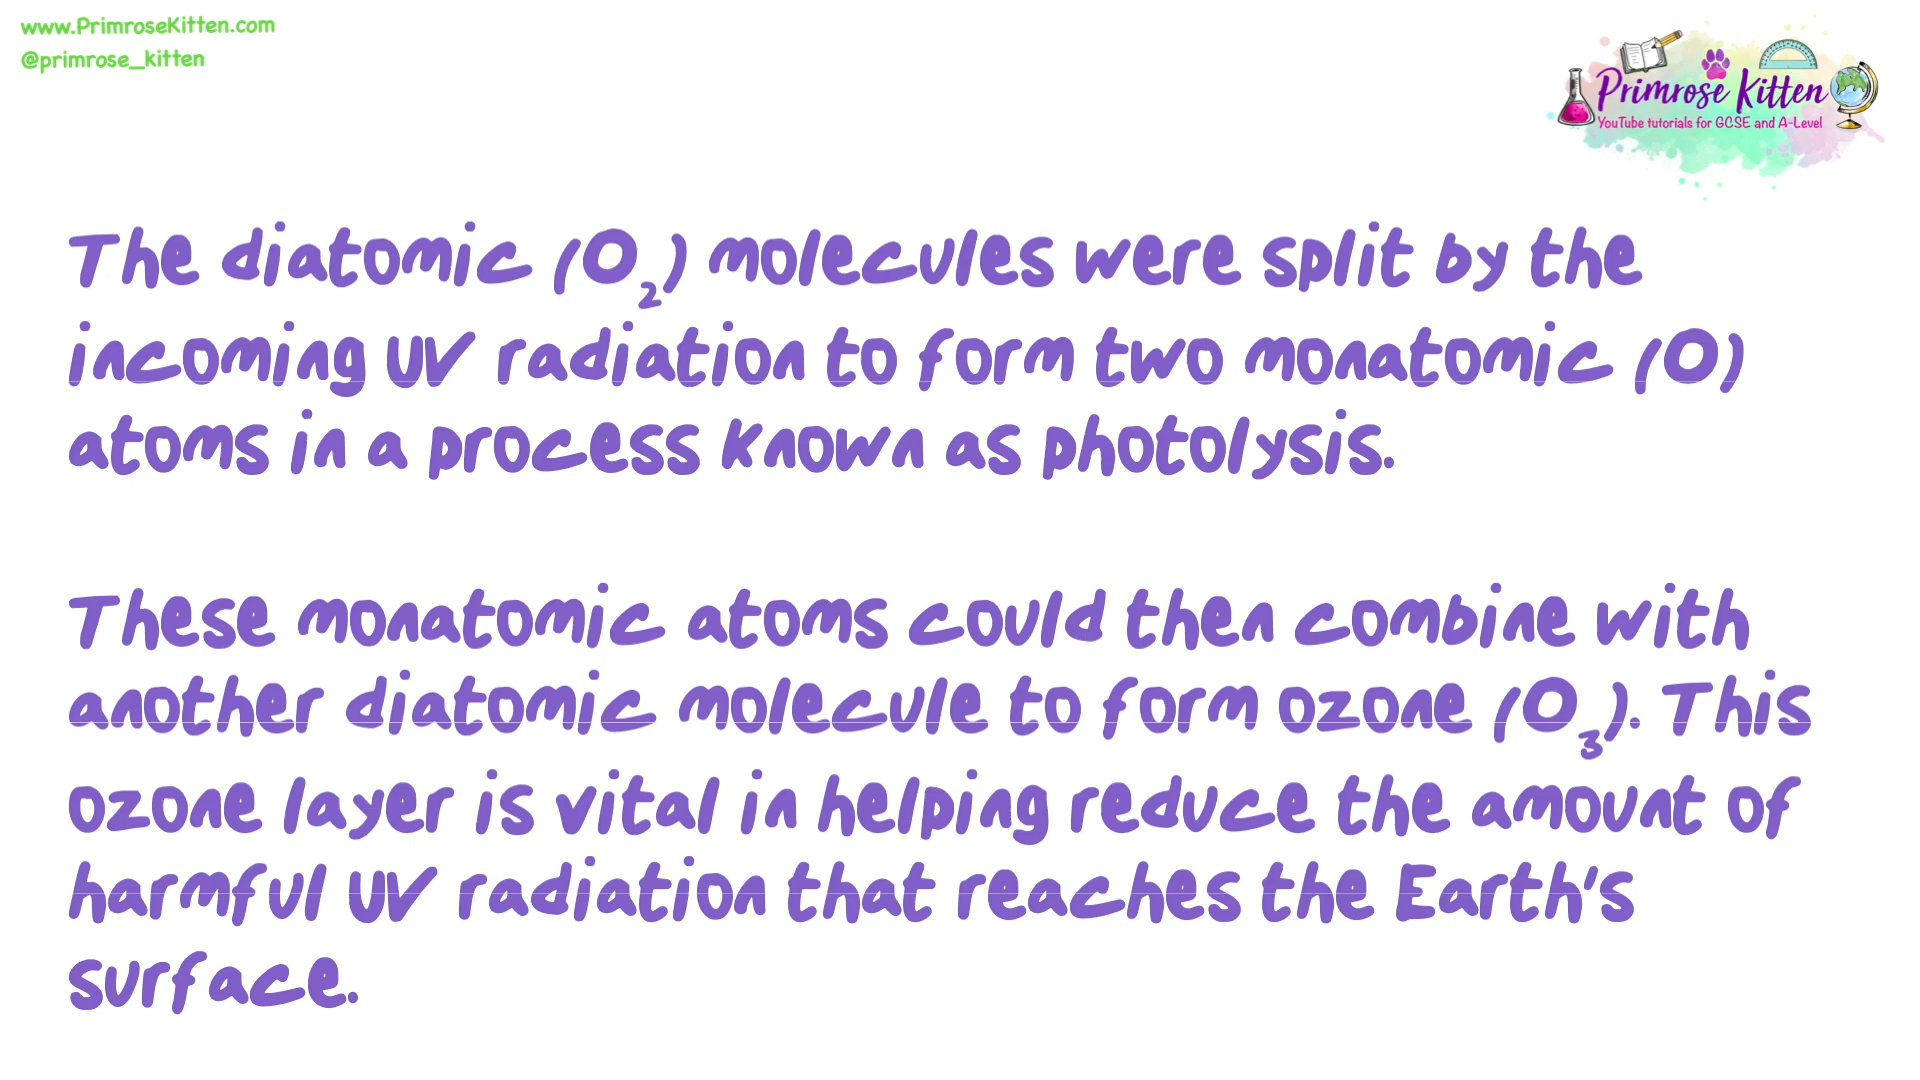 www.PrimroseKitten.com
@primrose_kitten
Primrose Kitten
YouTube tutorials for GCSE and A-Level
The diatomic (O₂) molecules were split by the
incoming UV radiation to form two monatomic (O)
atoms in a process known as photolysis.
These monatomic atoms could then combine with
another diatomic molecule to form ozone (O₃). This
ozone layer is vital in helping reduce the amount of
harmful UV radiation that reaches the Earth's
surface.